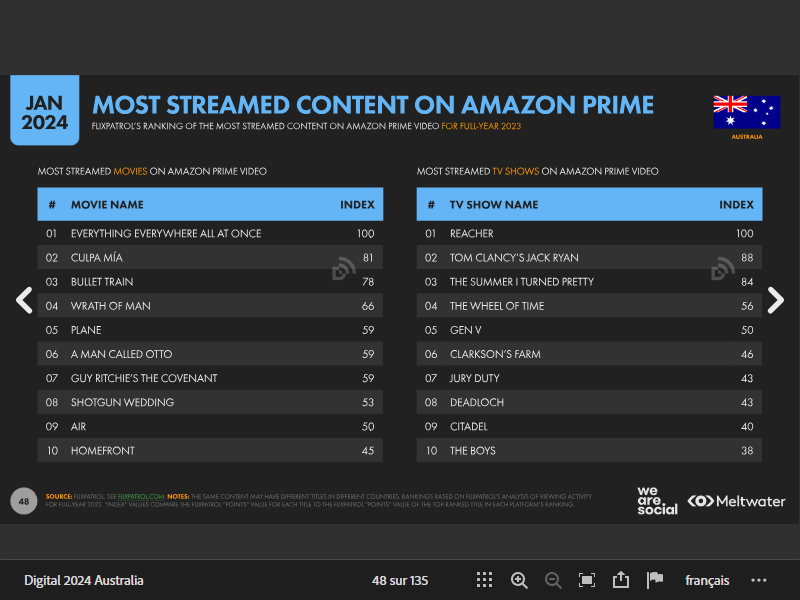 JAN
2024
MOST STREAMED CONTENT ON AMAZON PRIME
FLIXPATROL'S RANKING OF THE MOST STREAMED CONTENT ON AMAZON PRIME VIDEO FOR FULL-YEAR 2023
AUSTRALIA
MOST STREAMED MOVIES ON AMAZON PRIME VIDEO
# MOVIE NAME INDEX
01 EVERYTHING EVERYWHERE ALL AT ONCE 100
02 CULPA MÍA 81
03 BULLET TRAIN 78
04 WRATH OF MAN 66
05 PLANE 59
06 A MAN CALLED OTTO 59
07 GUY RITCHIE'S THE COVENANT 59
08 SHOTGUN WEDDING 53
09 AIR 50
10 HOMEFRONT 45
MOST STREAMED TV SHOWS ON AMAZON PRIME VIDEO
# TV SHOW NAME INDEX
01 REACHER 100
02 TOM CLANCY'S JACK RYAN 88
03 THE SUMMER I TURNED PRETTY 84
04 THE WHEEL OF TIME 56
05 GEN V 50
06 CLARKSON'S FARM 46
07 JURY DUTY 43
08 DEADLOCH 43
09 CITADEL 40
10 THE BOYS 38
48
SOURCE: FLIXPATROL. SEE FLIXPATROL.COM. NOTES: THE SAME CONTENT MAY HAVE DIFFERENT TITLES IN DIFFERENT COUNTRIES. RANKINGS BASED ON FLIXPATROL'S ANALYSIS OF VIEWING ACTIVITY
FOR FULL-YEAR 2023. "INDEX" VALUES COMPARE THE FLIXPATROL "POINTS" VALUE FOR EACH TITLE TO THE FLIXPATROL "POINTS" VALUE OF THE TOP-RANKED TITLE IN EACH PLATFORM'S RANKING.
we
are
social
Meltwater
Digital 2024 Australia
48 sur 135
français